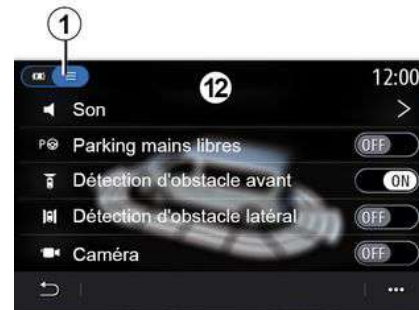 1
12
12:00
Son
P Parking mains libres OFF
Détection d'obstacle avant ON
Détection d'obstacle latéral OFF
Caméra OFF